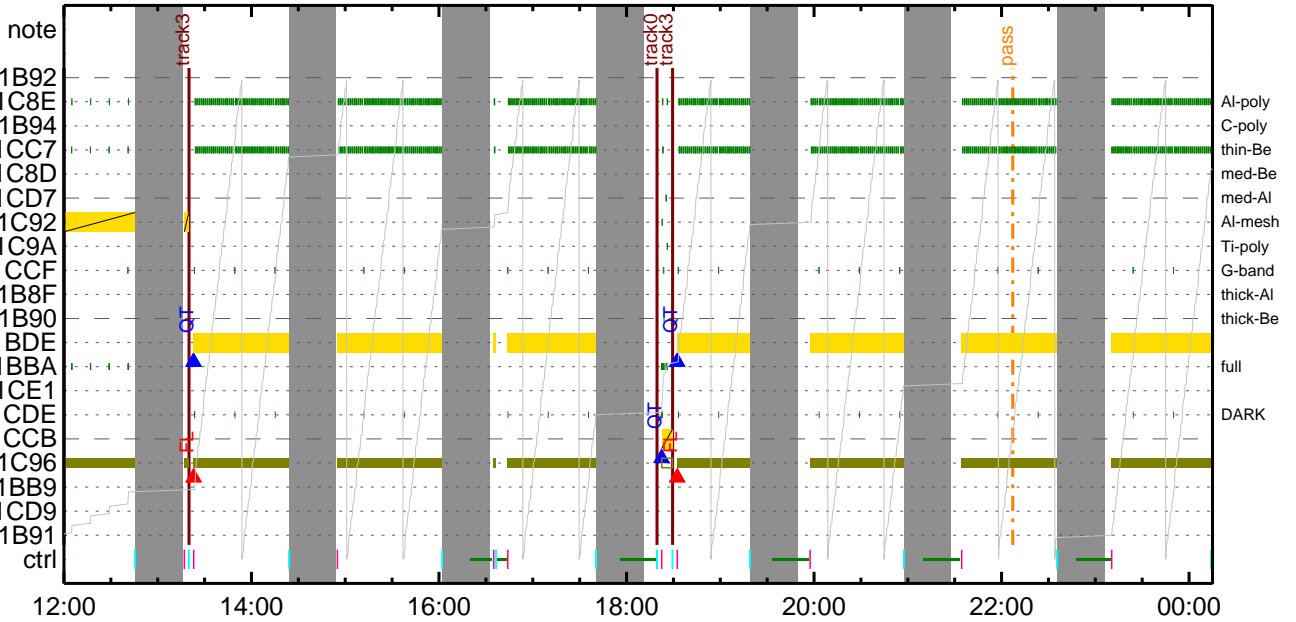 note
track3
track0
track3
pass
1B92
1C8E Al-poly
1B94 C-poly
1CC7 thin-Be
1C8D med-Be
1CD7 med-Al
1C92 Al-mesh
1C9A Ti-poly
CCF G-band
1B8F thick-Al
1B90 thick-Be
QT
QT
BDE
1BBA full
1CE1
CDE DARK
QT
CCB
FL
FL
1C96
1BB9
1CD9
1B91
ctrl
12:00 14:00 16:00 18:00 20:00 22:00 00:00